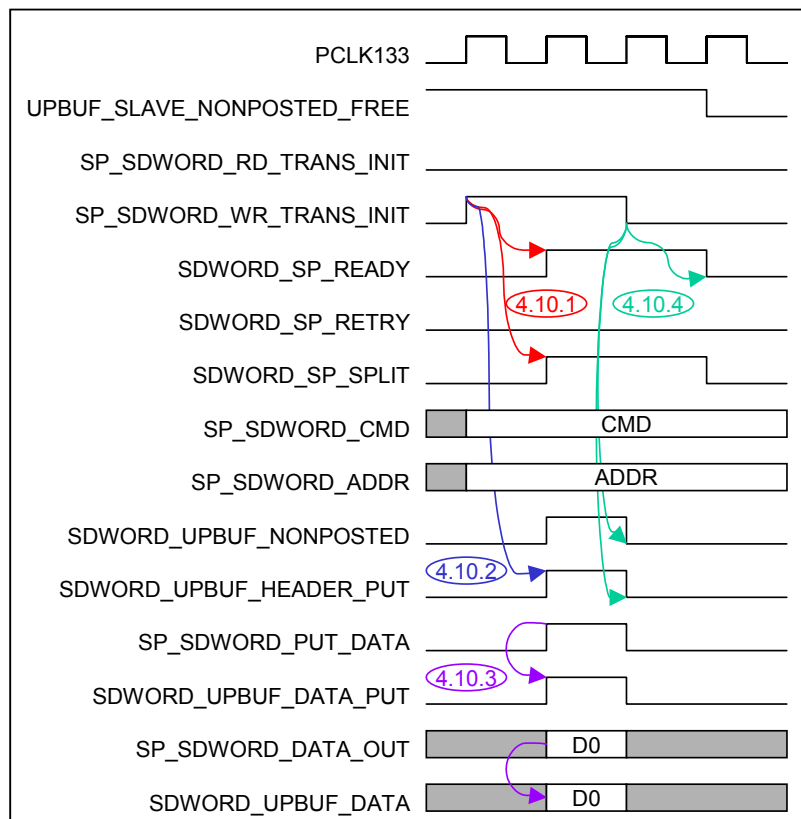 PCLK133
UPBUF_SLAVE_NONPOSTED_FREE
SP_SDWORD_RD_TRANS_INIT
SP_SDWORD_WR_TRANS_INIT
SDWORD_SP_READY
4.10.1
4.10.4
SDWORD_SP_RETRY
SDWORD_SP_SPLIT
SP_SDWORD_CMD
CMD
SP_SDWORD_ADDR
ADDR
SDWORD_UPBUF_NONPOSTED
4.10.2
SDWORD_UPBUF_HEADER_PUT
SP_SDWORD_PUT_DATA
4.10.3
SDWORD_UPBUF_DATA_PUT
SP_SDWORD_DATA_OUT
D0
SDWORD_UPBUF_DATA
D0